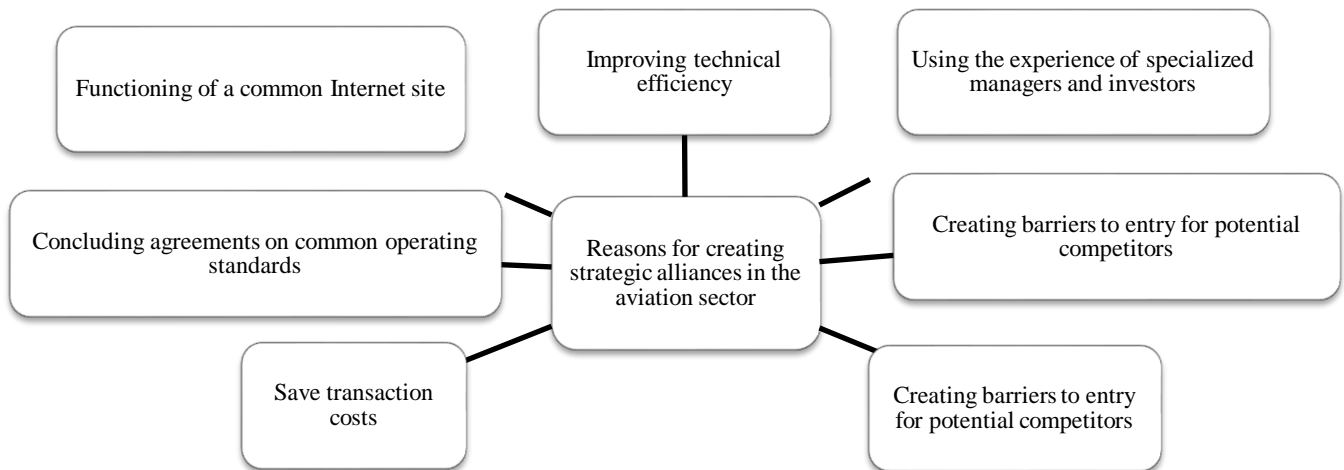 Functioning of a common Internet site
Improving technical
efficiency
Using the experience of specialized
managers and investors
Concluding agreements on common operating
standards
Reasons for creating
strategic alliances in the
aviation sector
Creating barriers to entry for potential
competitors
Save transaction
costs
Creating barriers to entry
for potential competitors